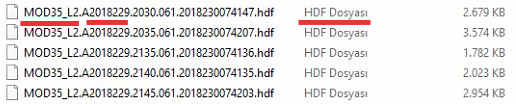 MOD35_L2.A2018229.2030.061.2018230074147.hdf HDF Dosyası 2.679 KB
MOD35_L2.A2018229.2035.061.2018230074207.hdf HDF Dosyası 3.574 KB
MOD35_L2.A2018229.2135.061.2018230074136.hdf HDF Dosyası 1.782 KB
MOD35_L2.A2018229.2140.061.2018230074135.hdf HDF Dosyası 2.023 KB
MOD35_L2.A2018229.2145.061.2018230074203.hdf HDF Dosyası 2.954 KB